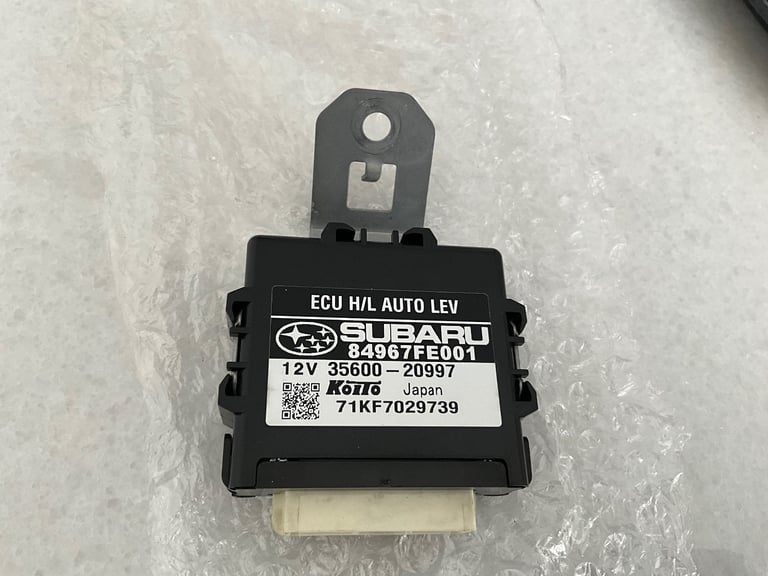 ECU H/L AUTO LEV
SUBARU
84967FE001
12V 35600-20997
KOITO Japan
71KF7029739